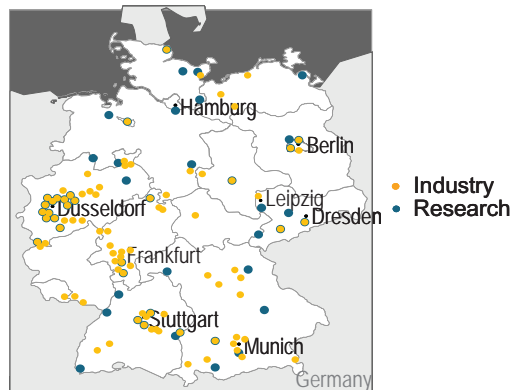 Hamburg
Berlin
Leipzig
Düsseldorf
Dresden
Frankfurt
Stuttgart
Munich
Germany
Industry
Research